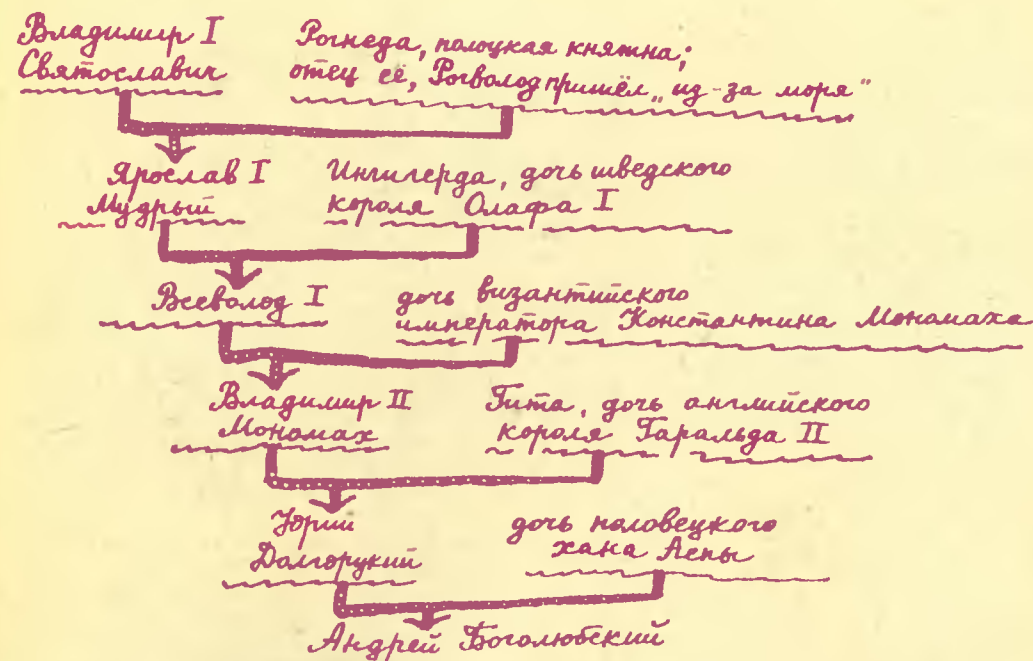 Владимир I
Святославич
Рогнеда, полоцкая княжна;
отец её, Рогволод пришёл „из-за моря“
Ярослав I
Мудрый
Ингигерда, дочь шведского
короля Олафа I
Всеволод I
дочь византийского
императора Константина Мономаха
Владимир II
Мономах
Гита, дочь английского
короля Гаральда II
Юрий
Долгорукий
дочь половецкого
хана Аепы
Андрей Боголюбский